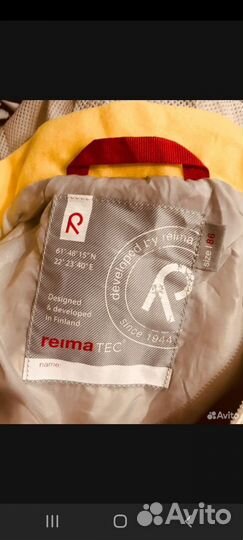 R
61°48'15"N
22°23'40"E
developed by reima
R
since 1944
size: 86
Designed
& developed
in Finland.
reima TEC®
name:
Avito
Avito